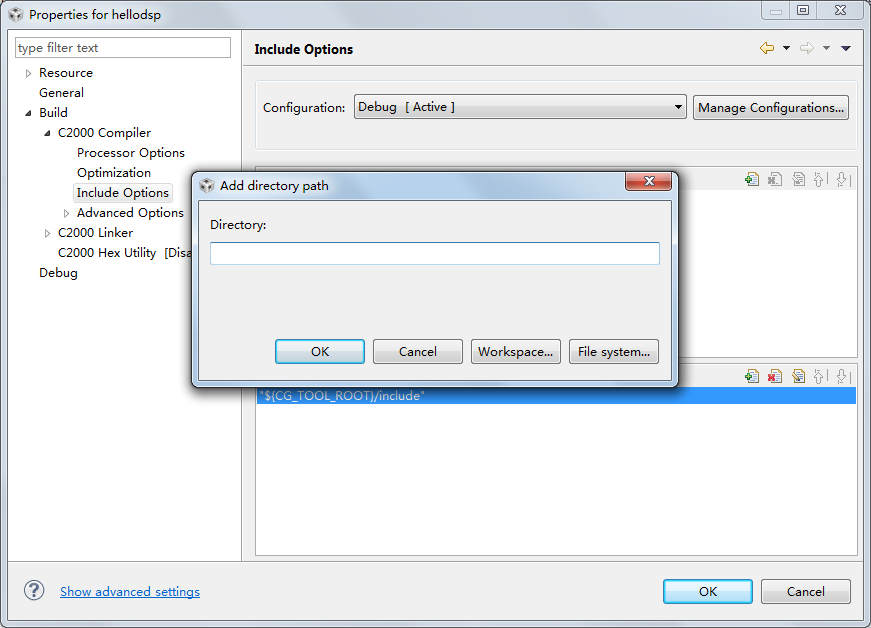 Properties for hellodsp
type filter text
Resource
General
Build
C2000 Compiler
Processor Options
Optimization
Include Options
Advanced Options
C2000 Linker
C2000 Hex Utility [Disa
Debug
Include Options
Configuration:
Debug [ Active ]
Manage Configurations...
Add directory path
Directory:
OK
Cancel
Workspace...
File system...
"${CG_TOOL_ROOT}/include"
Show advanced settings
OK
Cancel